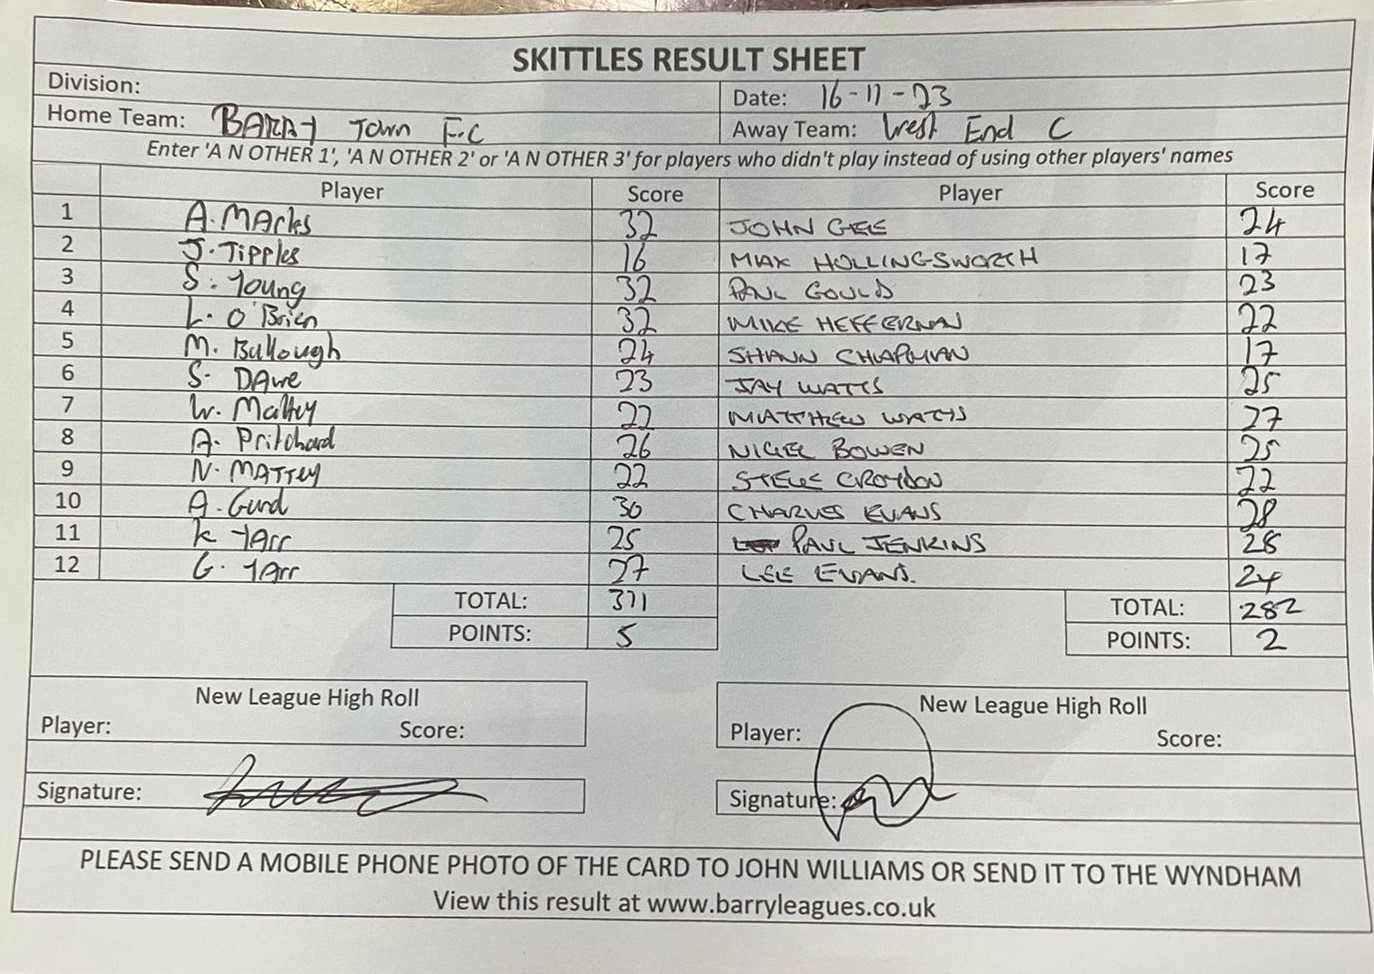 SKITTLES RESULT SHEET
Division:
Date: 16-11-23
Home Team: BARRY Town F.C
Away Team: West End C
Enter 'A N OTHER 1', 'A N OTHER 2' or 'A N OTHER 3' for players who didn't play instead of using other players' names
Player Score Player Score
1 A. MArks 32 JOHN GEE 24
2 J. Tipples 16 MAX HOLLINGSWORTH 17
3 S. Young 32 PAUL GOULD 23
4 L. O'Brien 32 MIKE HEFFERNAN 22
5 M. Bullough 24 SHAUN CHAPMAN 17
6 S. DAwe 23 JAY WATTS 25
7 W. Mattey 22 MATTHEW WATTS 27
8 A. Pritchard 26 NIGEL BOWEN 25
9 N. MATTEY 22 STEVE CROYDON 22
10 A. Gurd 30 CHARLES EVANS 28
11 K YArr 25 PAUL JENKINS 28
12 G. YArr 27 LEE EVANS. 24
TOTAL: 311 TOTAL: 282
POINTS: 5 POINTS: 2
New League High Roll
Player: Score:
Signature:
New League High Roll
Player: Score:
Signature:
PLEASE SEND A MOBILE PHONE PHOTO OF THE CARD TO JOHN WILLIAMS OR SEND IT TO THE WYNDHAM
View this result at www.barryleagues.co.uk